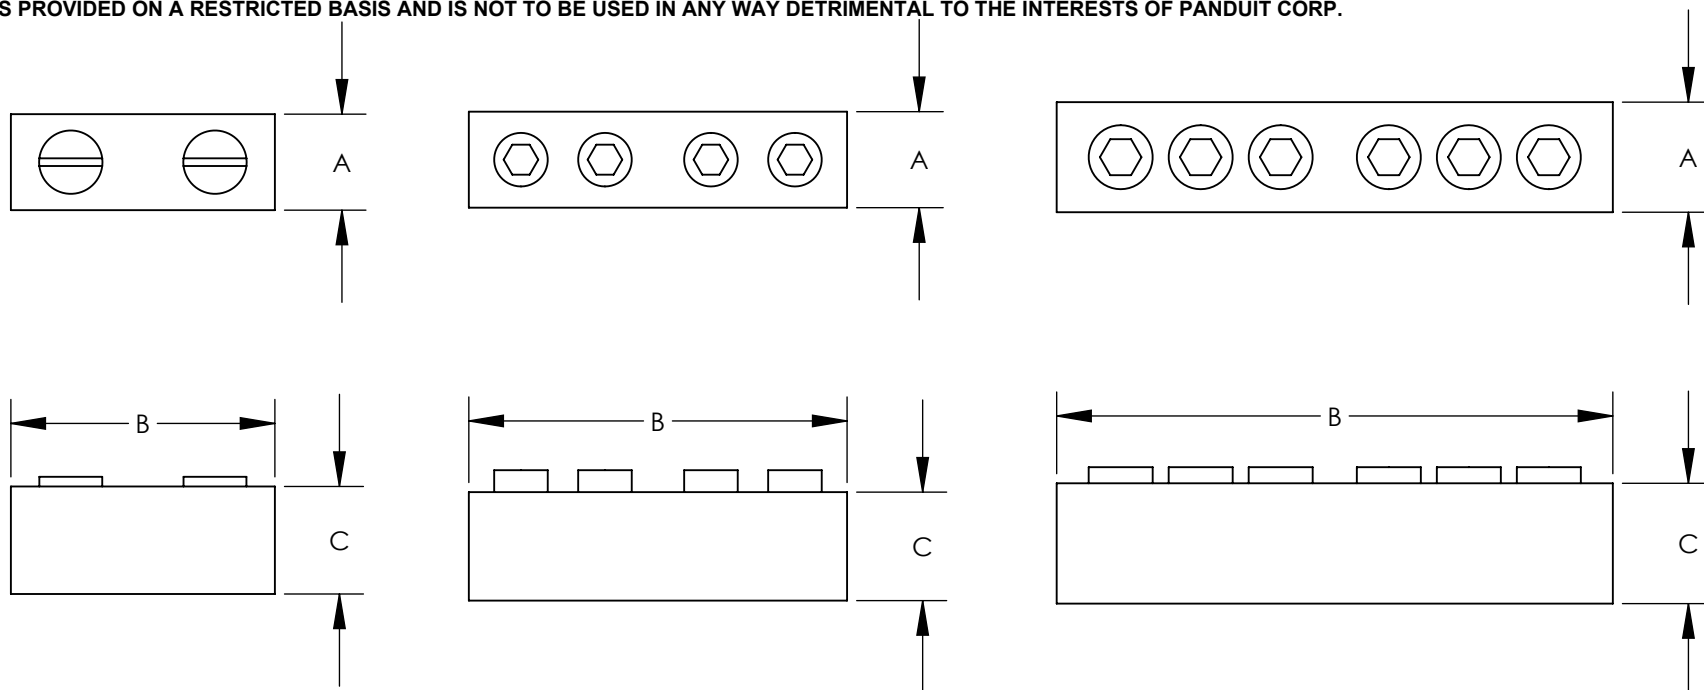 S PROVIDED ON A RESTRICTED BASIS AND IS NOT TO BE USED IN ANY WAY DETRIMENTAL TO THE INTERESTS OF PANDUIT CORP.
A
A
A
B
B
B
C
C
C